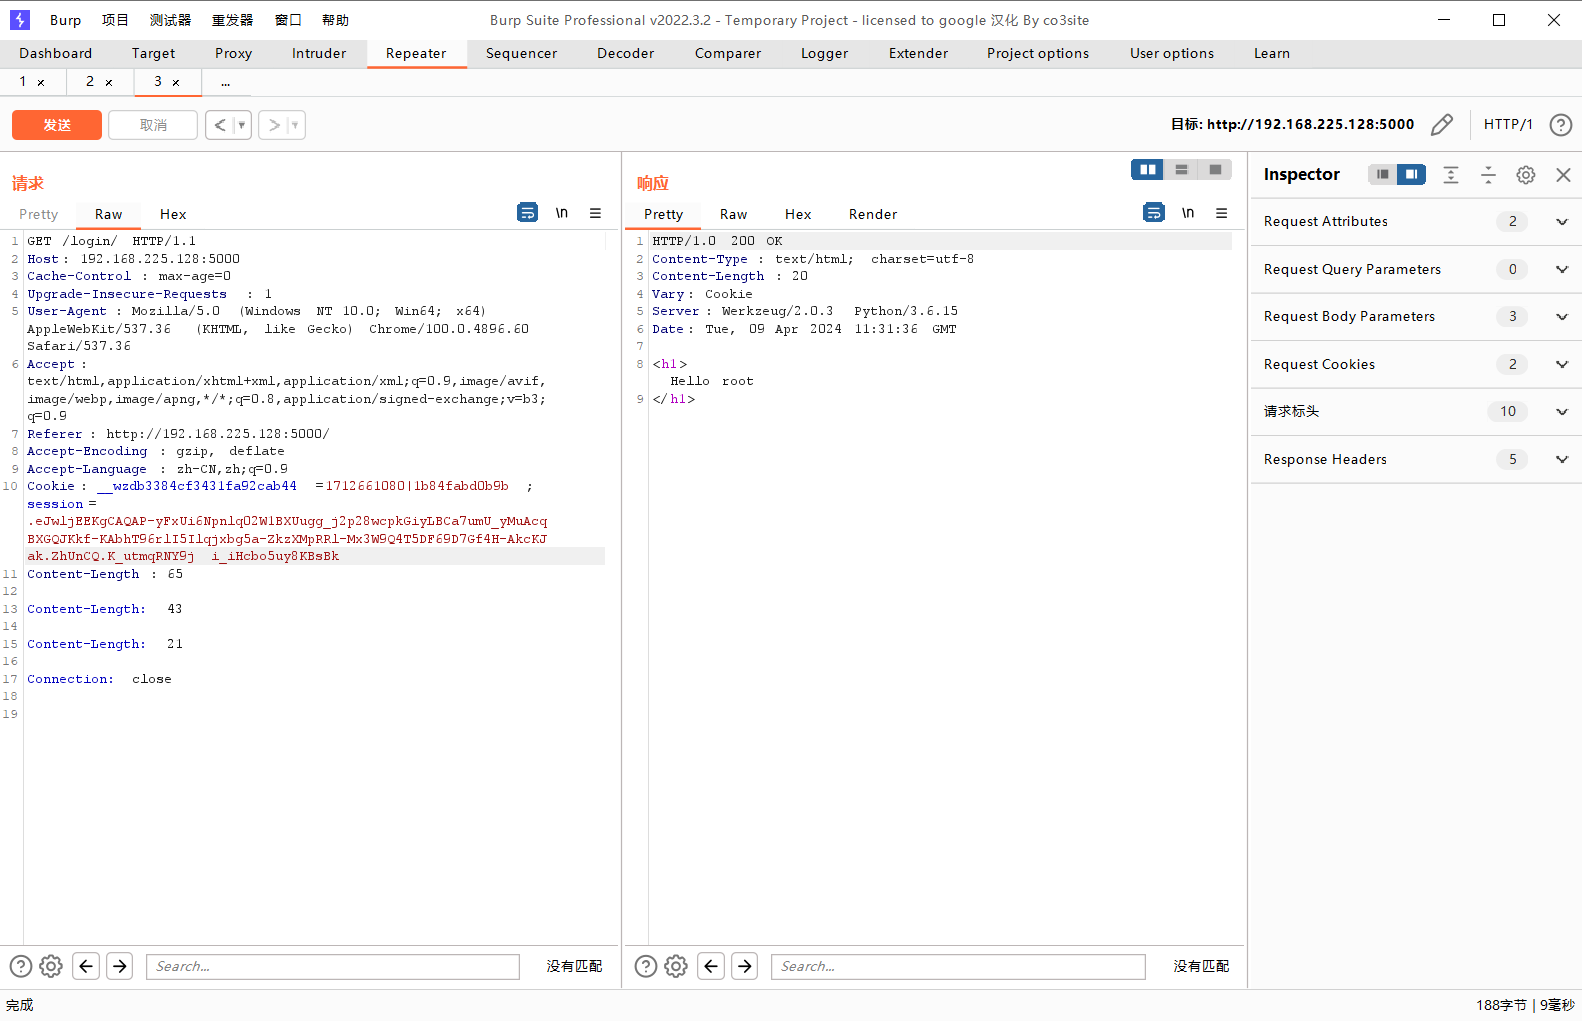 Burp 项目 测试器 重发器 窗口 帮助 Burp Suite Professional v2022.3.2 - Temporary Project - licensed to google 汉化 By co3site
Dashboard Target Proxy Intruder Repeater Sequencer Decoder Comparer Logger Extender Project options User options Learn
1 × 2 × 3 × ...
发送 取消 < > 目标: http://192.168.225.128:5000 HTTP/1 ?
请求
Pretty Raw Hex \n
1 GET /login/ HTTP/1.1
2 Host: 192.168.225.128:5000
3 Cache-Control: max-age=0
4 Upgrade-Insecure-Requests: 1
5 User-Agent: Mozilla/5.0 (Windows NT 10.0; Win64; x64)
AppleWebKit/537.36 (KHTML, like Gecko) Chrome/100.0.4896.60
Safari/537.36
6 Accept:
text/html,application/xhtml+xml,application/xml;q=0.9,image/avif,
image/webp,image/apng,*/*;q=0.8,application/signed-exchange;v=b3;
q=0.9
7 Referer: http://192.168.225.128:5000/
8 Accept-Encoding: gzip, deflate
9 Accept-Language: zh-CN,zh;q=0.9
10 Cookie: __wzdb3384cf3431fa92cab44=1712661080|1b84fabd0b9b;
session=
.eJwljEEKgCAQAP-yFxUi6Npnlq02W1BXUugg_j2p28wcpkGiyLBCa7umU_yMuAcq
BXGQJKkf-KAbhT96rlI5Ilqjxbg5a-ZkzXMpRRl-Mx3W9Q4T5DF69D7Gf4H-AkcKJ
ak.ZhUnCQ.K_utmqRNY9j i_iHcbo5uy8KBsBk
11 Content-Length: 65
12
13 Content-Length: 43
14
15 Content-Length: 21
16
17 Connection: close
18
19
响应
Pretty Raw Hex Render \n
1 HTTP/1.0 200 OK
2 Content-Type: text/html; charset=utf-8
3 Content-Length: 20
4 Vary: Cookie
5 Server: Werkzeug/2.0.3 Python/3.6.15
6 Date: Tue, 09 Apr 2024 11:31:36 GMT
7
8 <h1>
Hello root
9 </h1>
Inspector
Request Attributes 2
Request Query Parameters 0
Request Body Parameters 3
Request Cookies 2
请求标头 10
Response Headers 5
? Search... 没有匹配
? Search... 没有匹配
完成 188字节 | 9毫秒